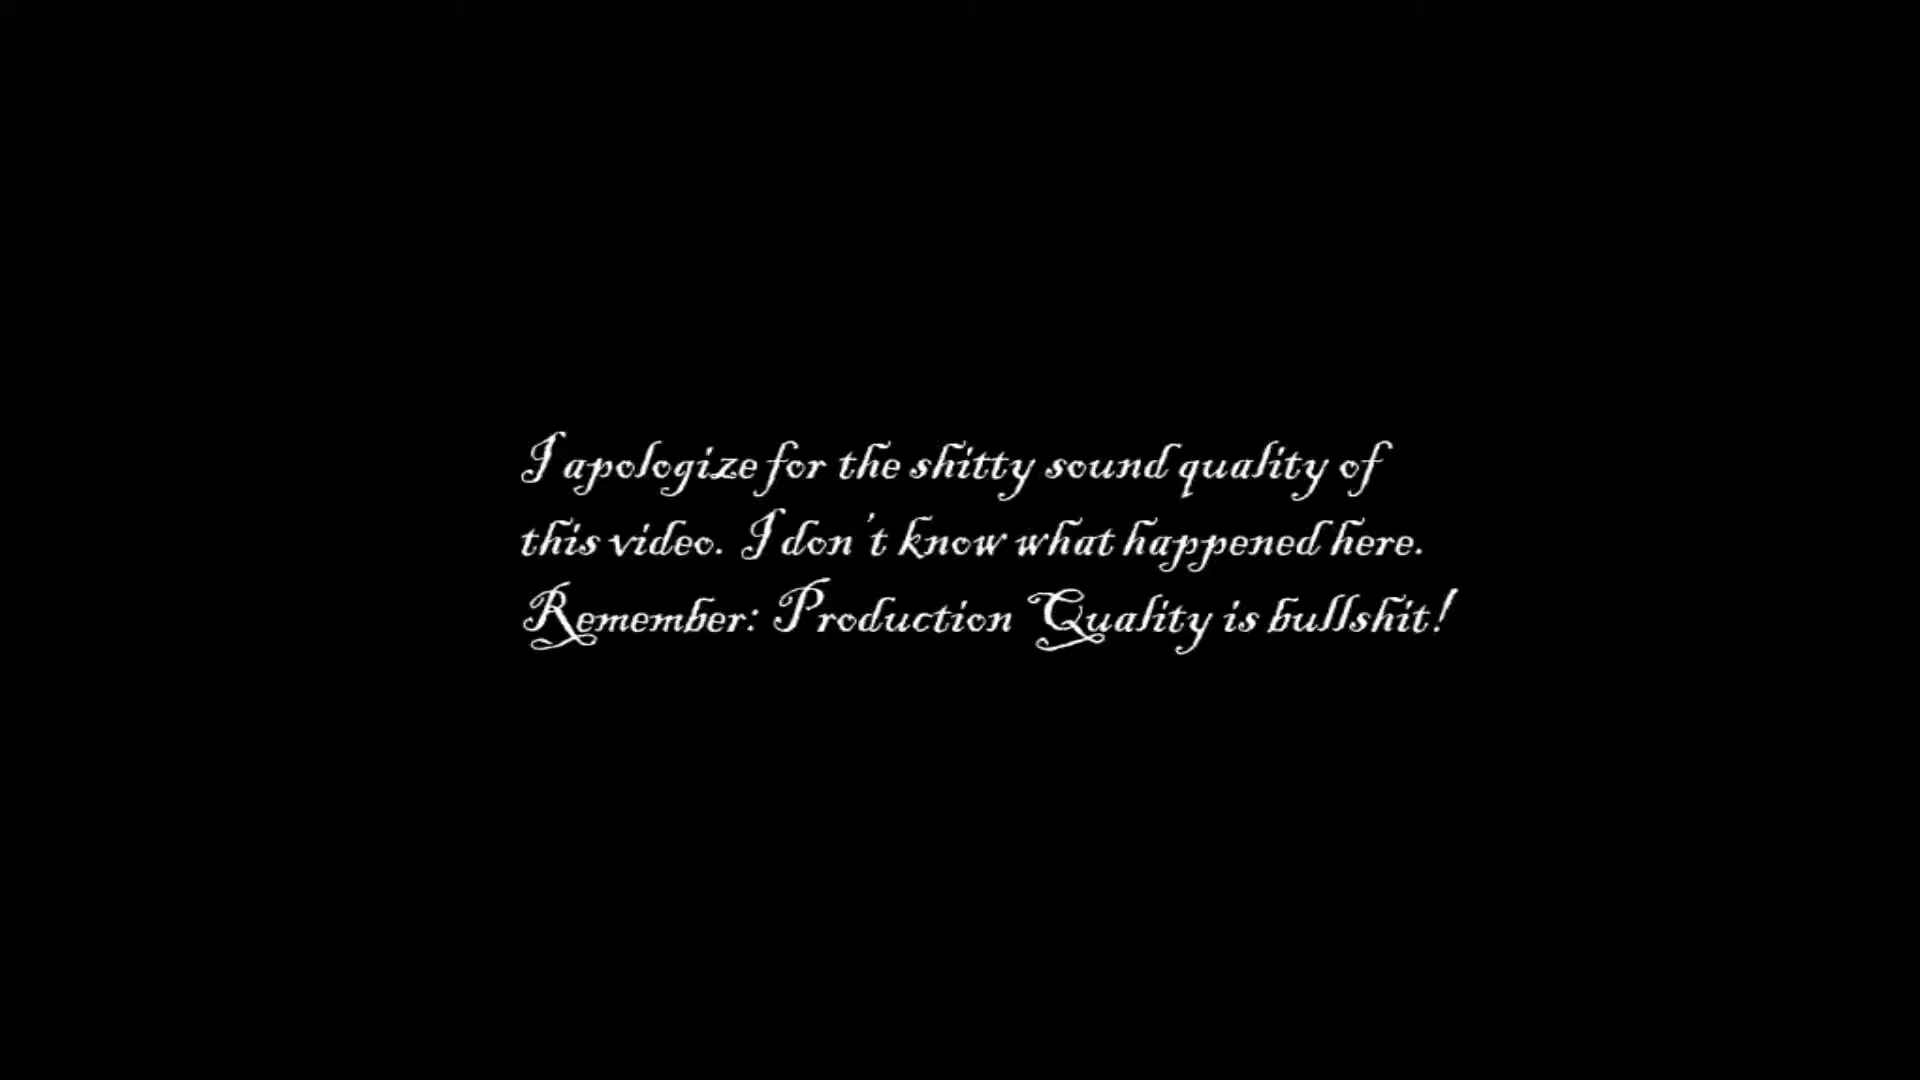 I apologize for the shitty sound quality of
this video. I don't know what happened here.
Remember: Production Quality is bullshit!